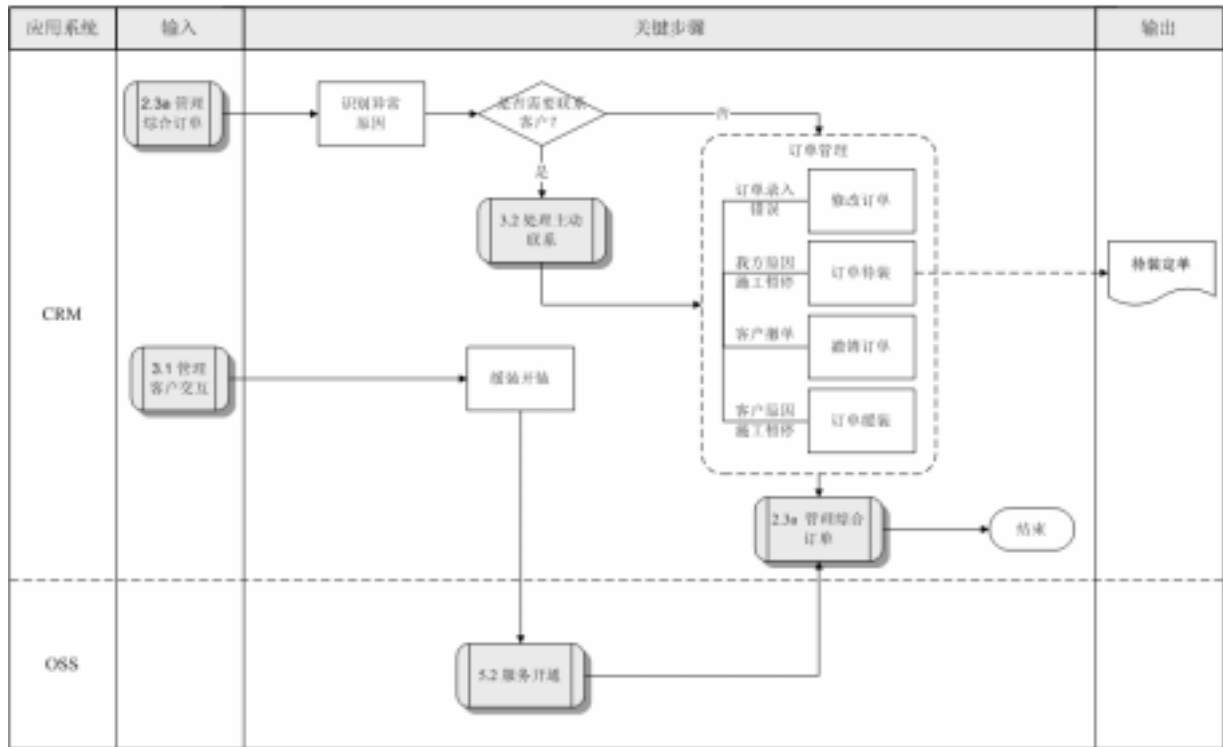 应用系统
输入
关键步骤
输出
2.3a 管理
综合订单
识别异常
原因
是否需要联系
客户?
否
是
3.2 处理主动
联系
订单管理
订单录入
错误
修改订单
我方原因
施工暂停
订单待装
待装定单
客户撤单
撤销订单
客户原因
施工暂停
订单缓装
CRM
3.1 管理
客户交互
缓装开装
2.3a 管理综合
订单
结束
OSS
5.2 服务开通